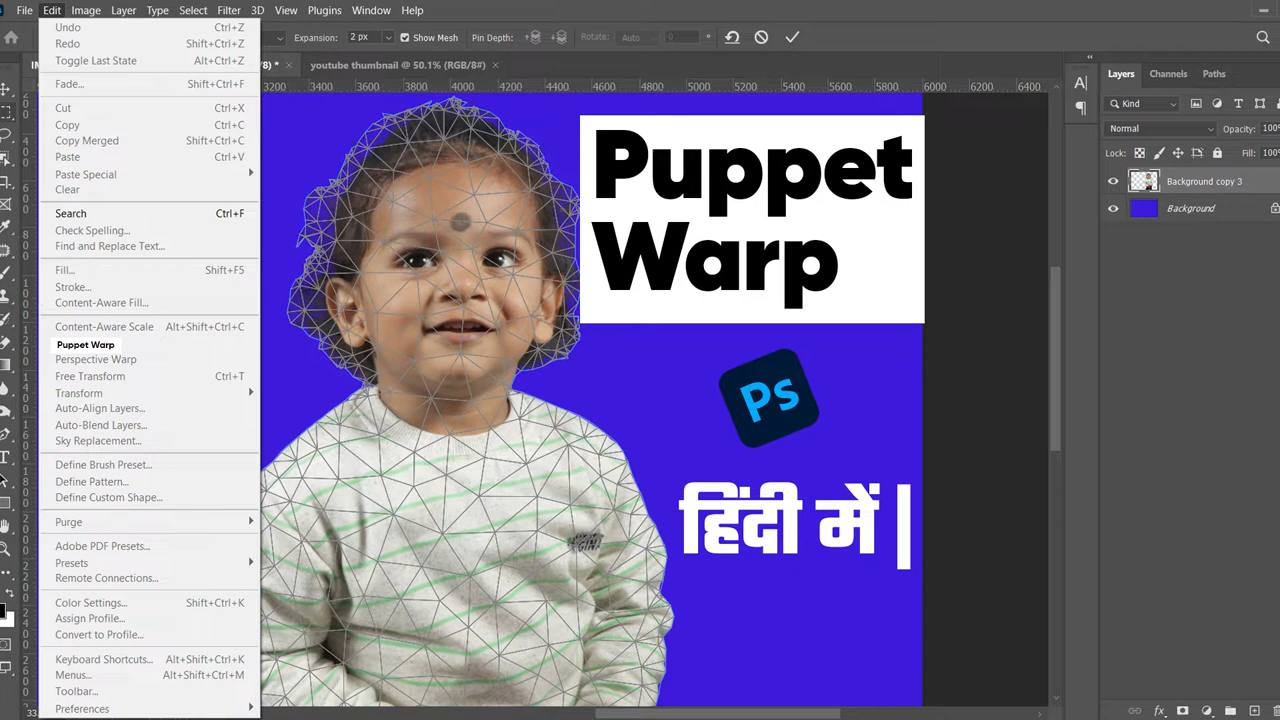 File Edit Image Layer Type Select Filter 3D View Plugins Window Help
Expansion: 2 px Show Mesh Pin Depth: Rotate: Auto 0 °
/8) * × youtube thumbnail @ 50.1% (RGB/8#) ×
3200 3400 3600 3800 4000 4200 4400 4600 4800 5000 5200 5400 5600 5800 6000 6200 6400
Undo Ctrl+Z
Redo Shift+Ctrl+Z
Toggle Last State Alt+Ctrl+Z
Fade... Shift+Ctrl+F
Cut Ctrl+X
Copy Ctrl+C
Copy Merged Shift+Ctrl+C
Paste Ctrl+V
Paste Special
Clear
Search Ctrl+F
Check Spelling...
Find and Replace Text...
Fill... Shift+F5
Stroke...
Content-Aware Fill...
Content-Aware Scale Alt+Shift+Ctrl+C
Puppet Warp
Perspective Warp
Free Transform Ctrl+T
Transform
Auto-Align Layers...
Auto-Blend Layers...
Sky Replacement...
Define Brush Preset...
Define Pattern...
Define Custom Shape...
Purge
Adobe PDF Presets...
Presets
Remote Connections...
Color Settings... Shift+Ctrl+K
Assign Profile...
Convert to Profile...
Keyboard Shortcuts... Alt+Shift+Ctrl+K
Menus... Alt+Shift+Ctrl+M
Toolbar...
Preferences
Puppet
Warp
Ps
हिंदी में |
Layers Channels Paths
Kind
Normal Opacity: 100%
Lock: Fill: 100%
Background copy 3
Background